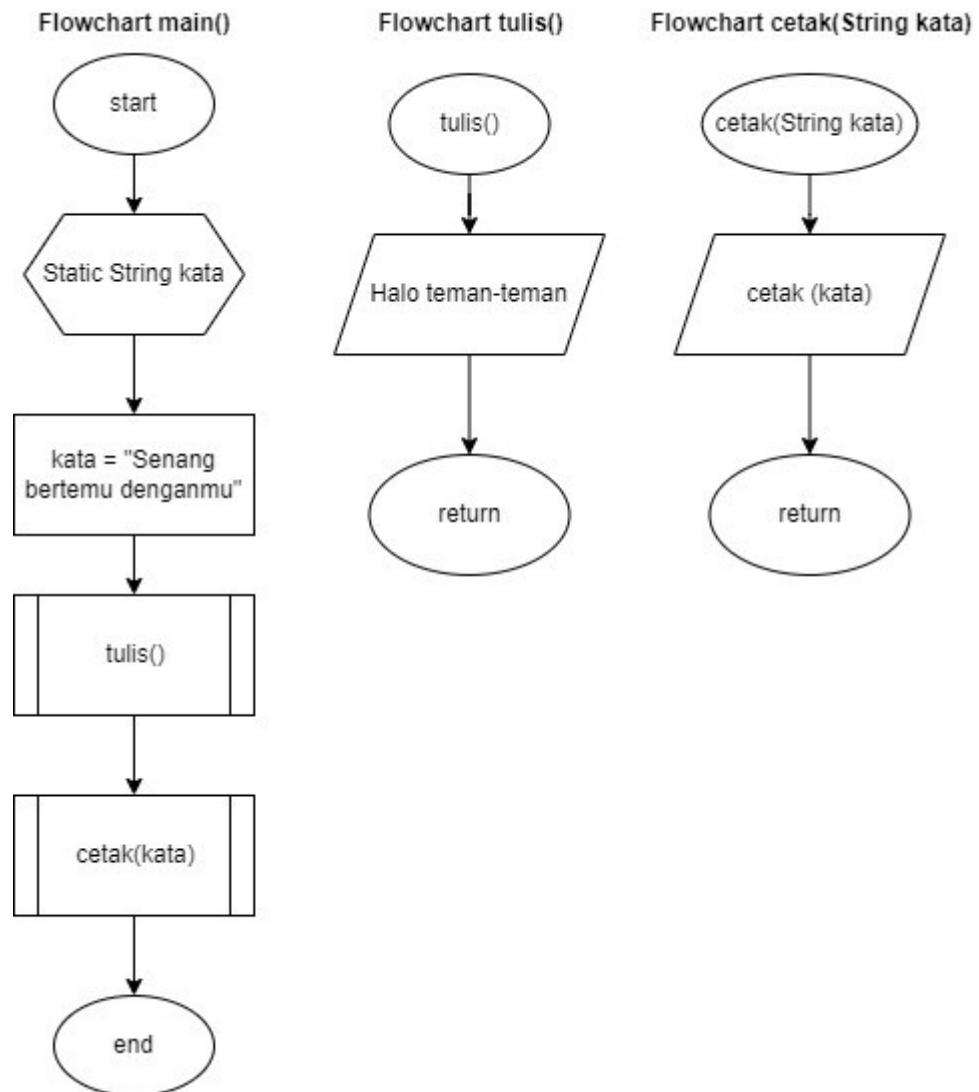 Flowchart main()
start
Static String kata
kata = "Senang
bertemu denganmu"
tulis()
cetak(kata)
end
Flowchart tulis()
tulis()
Halo teman-teman
return
Flowchart cetak(String kata)
cetak(String kata)
cetak (kata)
return